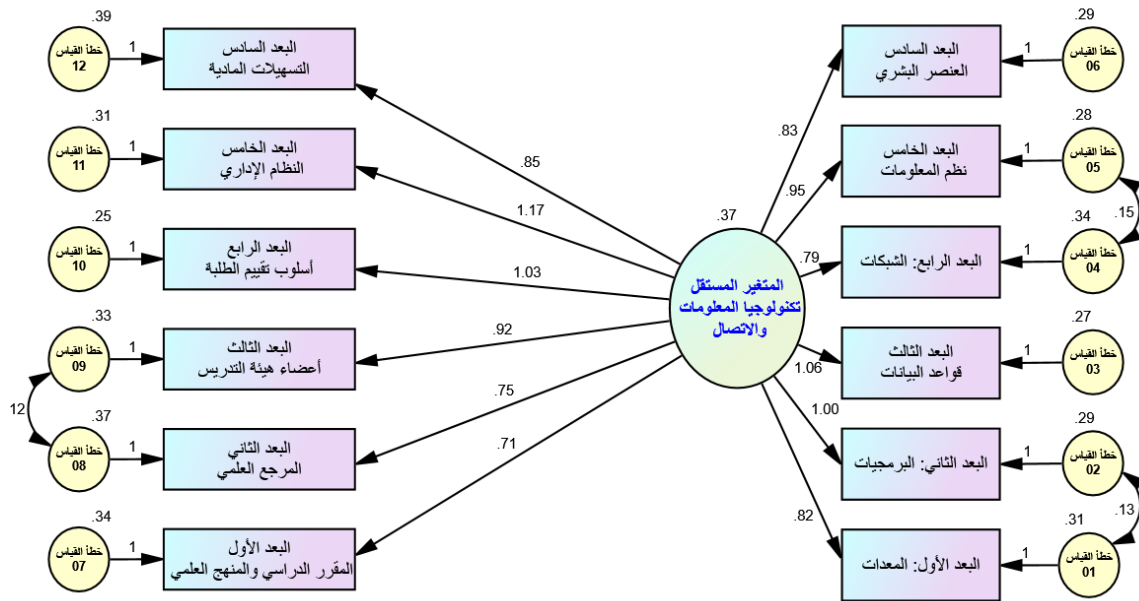 .29
البعد السادس
العنصر البشري
1
خطأ القياس
06
.83
.28
البعد الخامس
نظم المعلومات
1
خطأ القياس
05
.95
.15
.34
البعد الرابع: الشبكات
1
خطأ القياس
04
.79
.27
البعد الثالث
قواعد البيانات
1
خطأ القياس
03
1.06
.29
البعد الثاني: البرمجيات
1
خطأ القياس
02
1.00
.13
.31
البعد الأول: المعدات
1
خطأ القياس
01
.82
.37
المتغير المستقل
تكنولوجيا المعلومات
والاتصال
.39
البعد السادس
التسهيلات المادية
1
خطأ القياس
12
.85
.31
البعد الخامس
النظام الإداري
1
خطأ القياس
11
1.17
.25
البعد الرابع
أسلوب تقييم الطلبة
1
خطأ القياس
10
1.03
.33
البعد الثالث
أعضاء هيئة التدريس
1
خطأ القياس
09
.92
12
.37
البعد الثاني
المرجع العلمي
1
خطأ القياس
08
.75
.34
البعد الأول
المقرر الدراسي والمنهج العلمي
1
خطأ القياس
07
.71